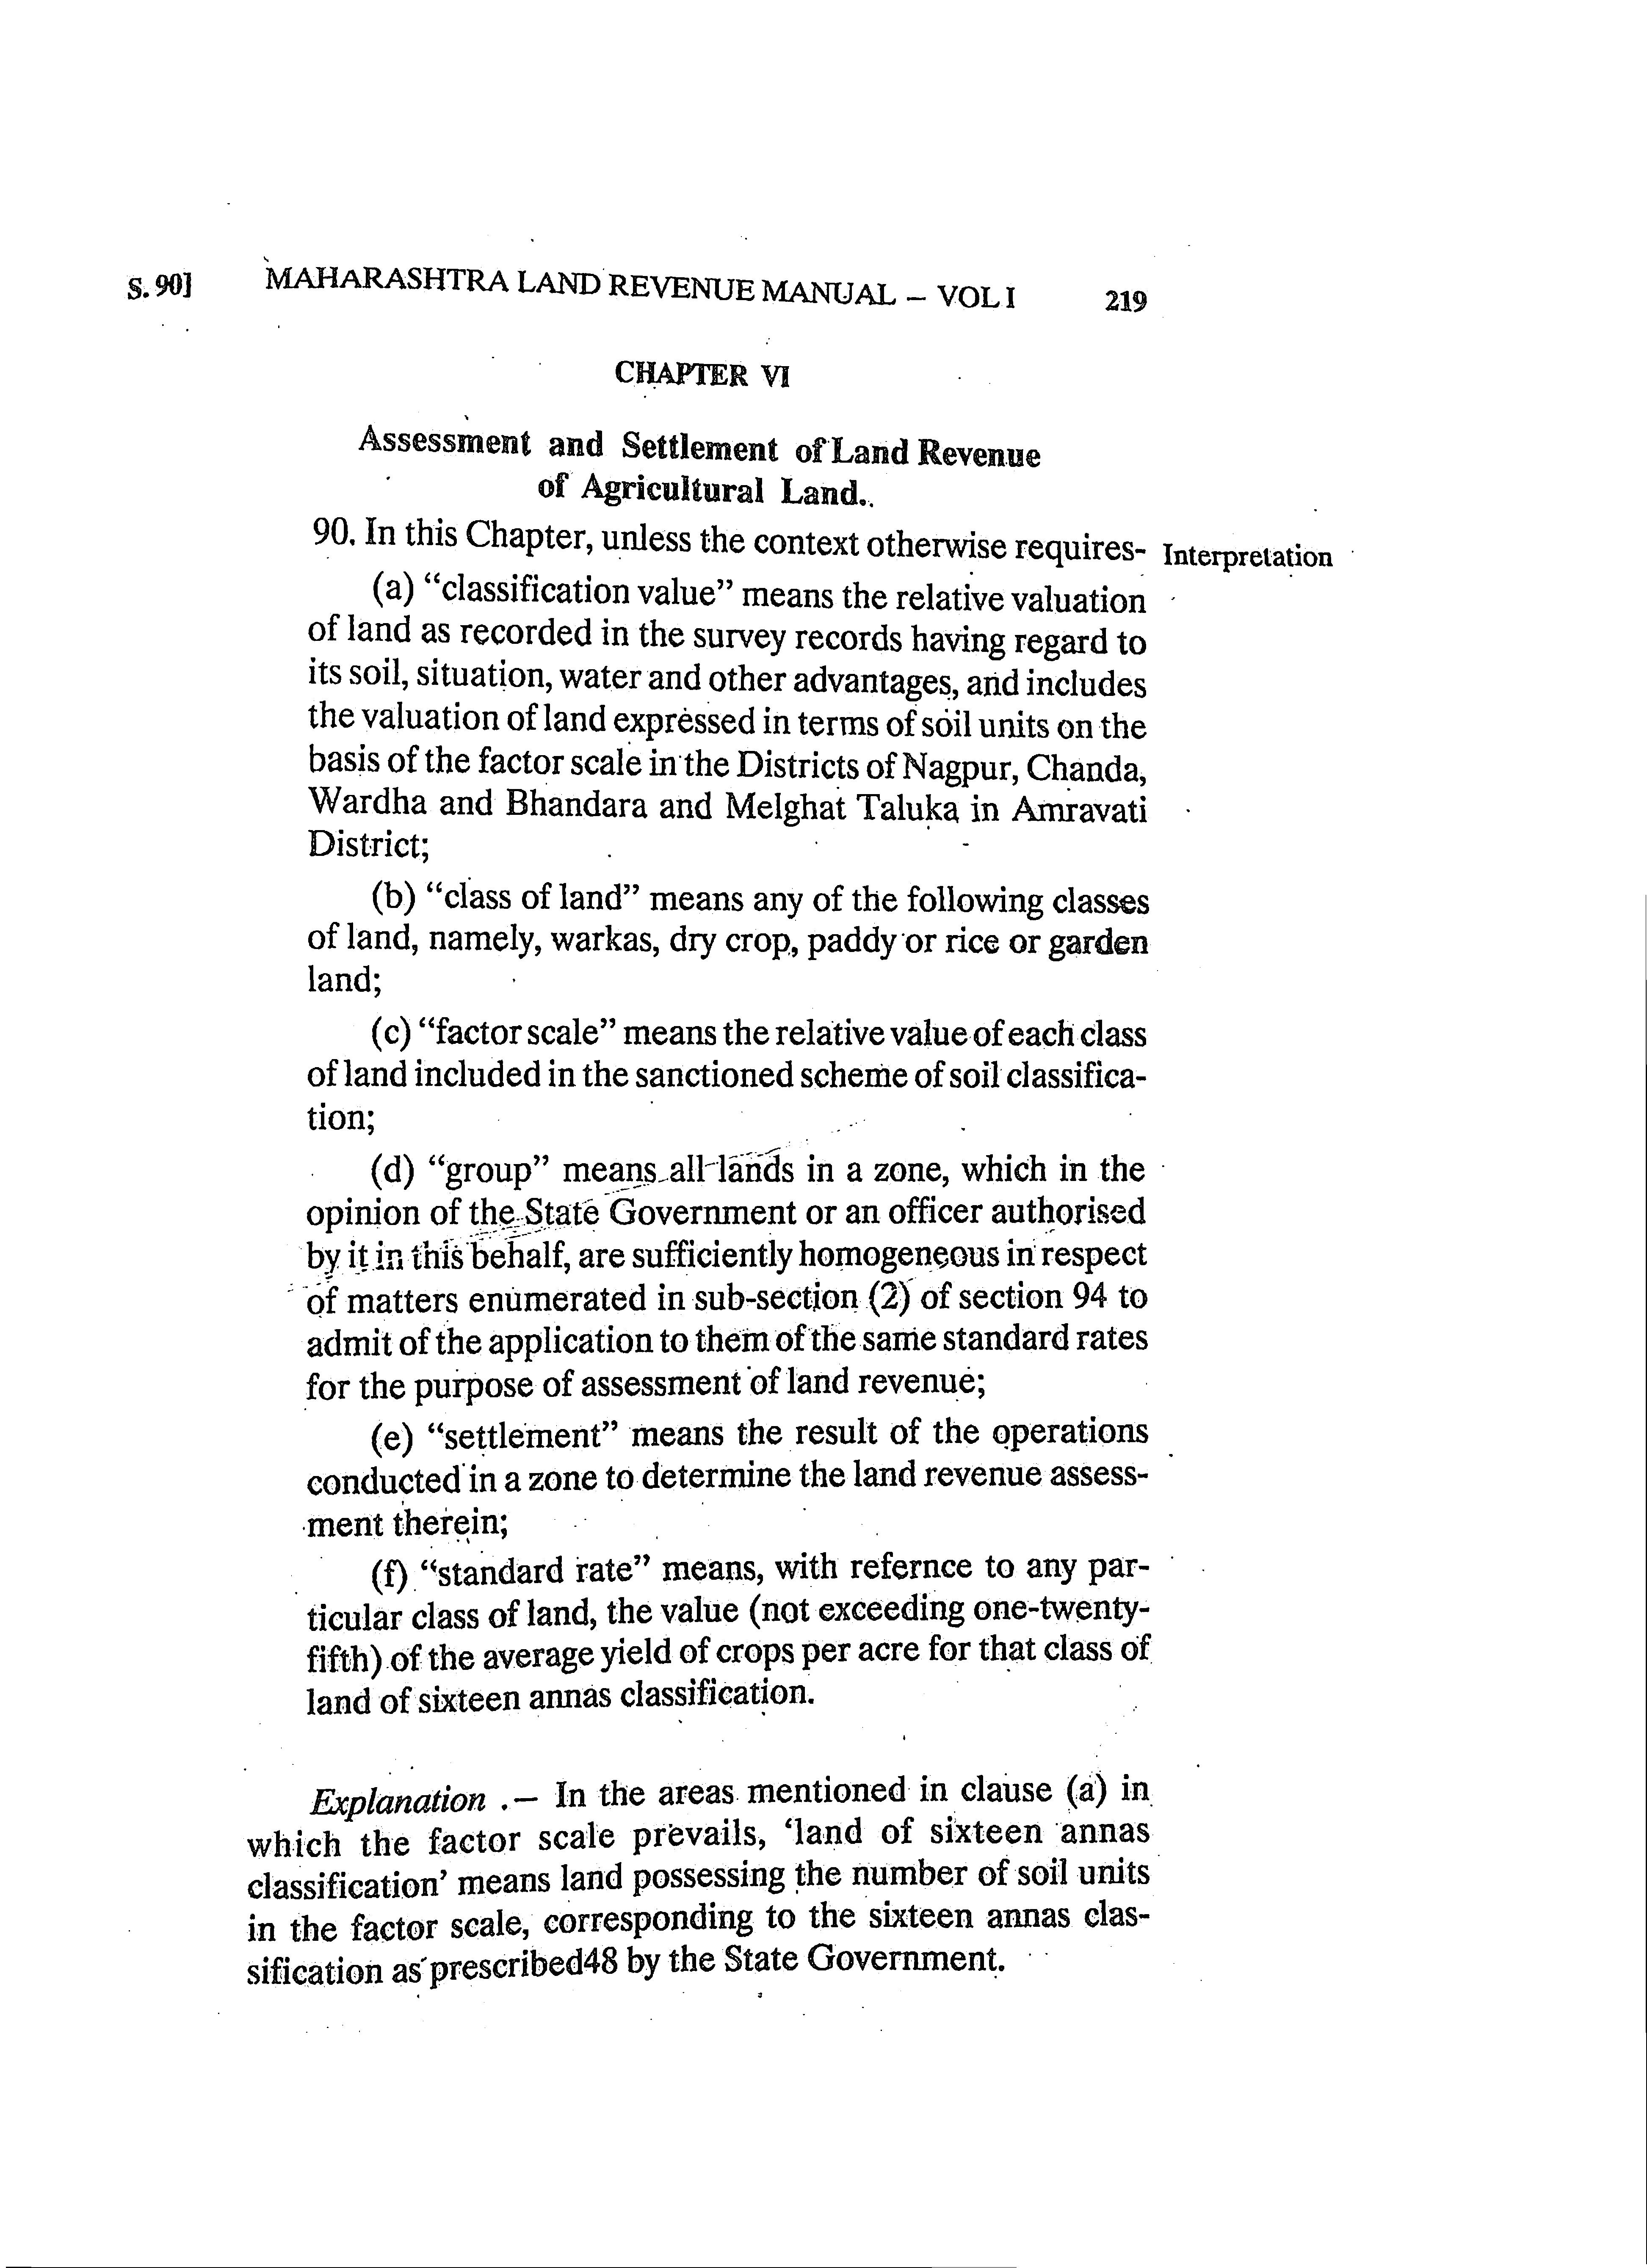 S. 90] MAHARASHTRA LAND REVENUE MANUAL – VOL I 219
CHAPTER VI
Assessment and Settlement of Land Revenue
of Agricultural Land.
90. In this Chapter, unless the context otherwise requires- Interpretation
(a) “classification value” means the relative valuation
of land as recorded in the survey records having regard to
its soil, situation, water and other advantages, and includes
the valuation of land expressed in terms of soil units on the
basis of the factor scale in the Districts of Nagpur, Chanda,
Wardha and Bhandara and Melghat Taluka in Amravati
District;
(b) “class of land” means any of the following classes
of land, namely, warkas, dry crop, paddy or rice or garden
land;
(c) “factor scale” means the relative value of each class
of land included in the sanctioned scheme of soil classifica-
tion;
(d) “group” means all lands in a zone, which in the
opinion of the State Government or an officer authorised
by it in this behalf, are sufficiently homogeneous in respect
of matters enumerated in sub-section (2) of section 94 to
admit of the application to them of the same standard rates
for the purpose of assessment of land revenue;
(e) “settlement” means the result of the operations
conducted in a zone to determine the land revenue assess-
ment therein;
(f) “standard rate” means, with refernce to any par-
ticular class of land, the value (not exceeding one-twenty-
fifth) of the average yield of crops per acre for that class of
land of sixteen annas classification.
Explanation .– In the areas mentioned in clause (a) in
which the factor scale prevails, ‘land of sixteen annas
classification’ means land possessing the number of soil units
in the factor scale, corresponding to the sixteen annas clas-
sification as prescribed48 by the State Government.